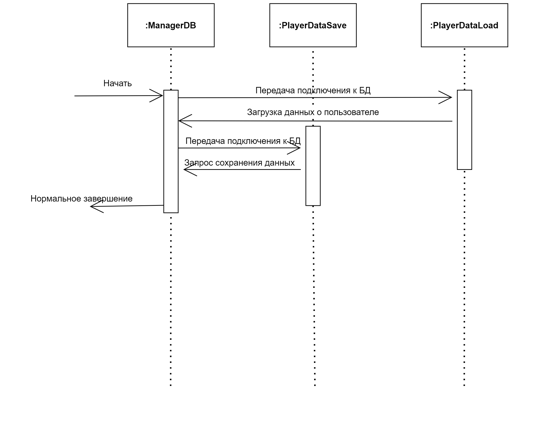 :ManagerDB
:PlayerDataSave
:PlayerDataLoad
Начать
Передача подключения к БД
Загрузка данных о пользователе
Передача подключения к БД
Запрос сохранения данных
Нормальное завершение